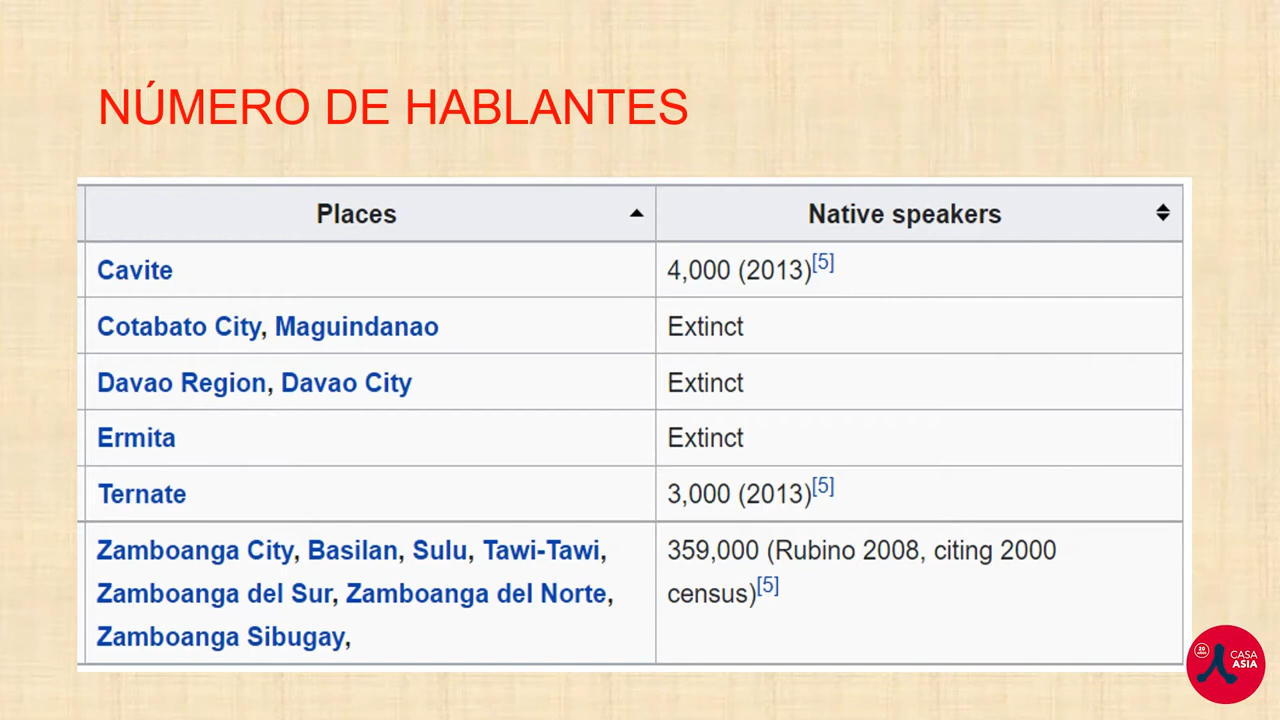 NÚMERO DE HABLANTES
Places Native speakers
Cavite 4,000 (2013)[5]
Cotabato City, Maguindanao Extinct
Davao Region, Davao City Extinct
Ermita Extinct
Ternate 3,000 (2013)[5]
Zamboanga City, Basilan, Sulu, Tawi-Tawi, 359,000 (Rubino 2008, citing 2000
Zamboanga del Sur, Zamboanga del Norte, census)[5]
Zamboanga Sibugay,
20
años
CASA
ASIA